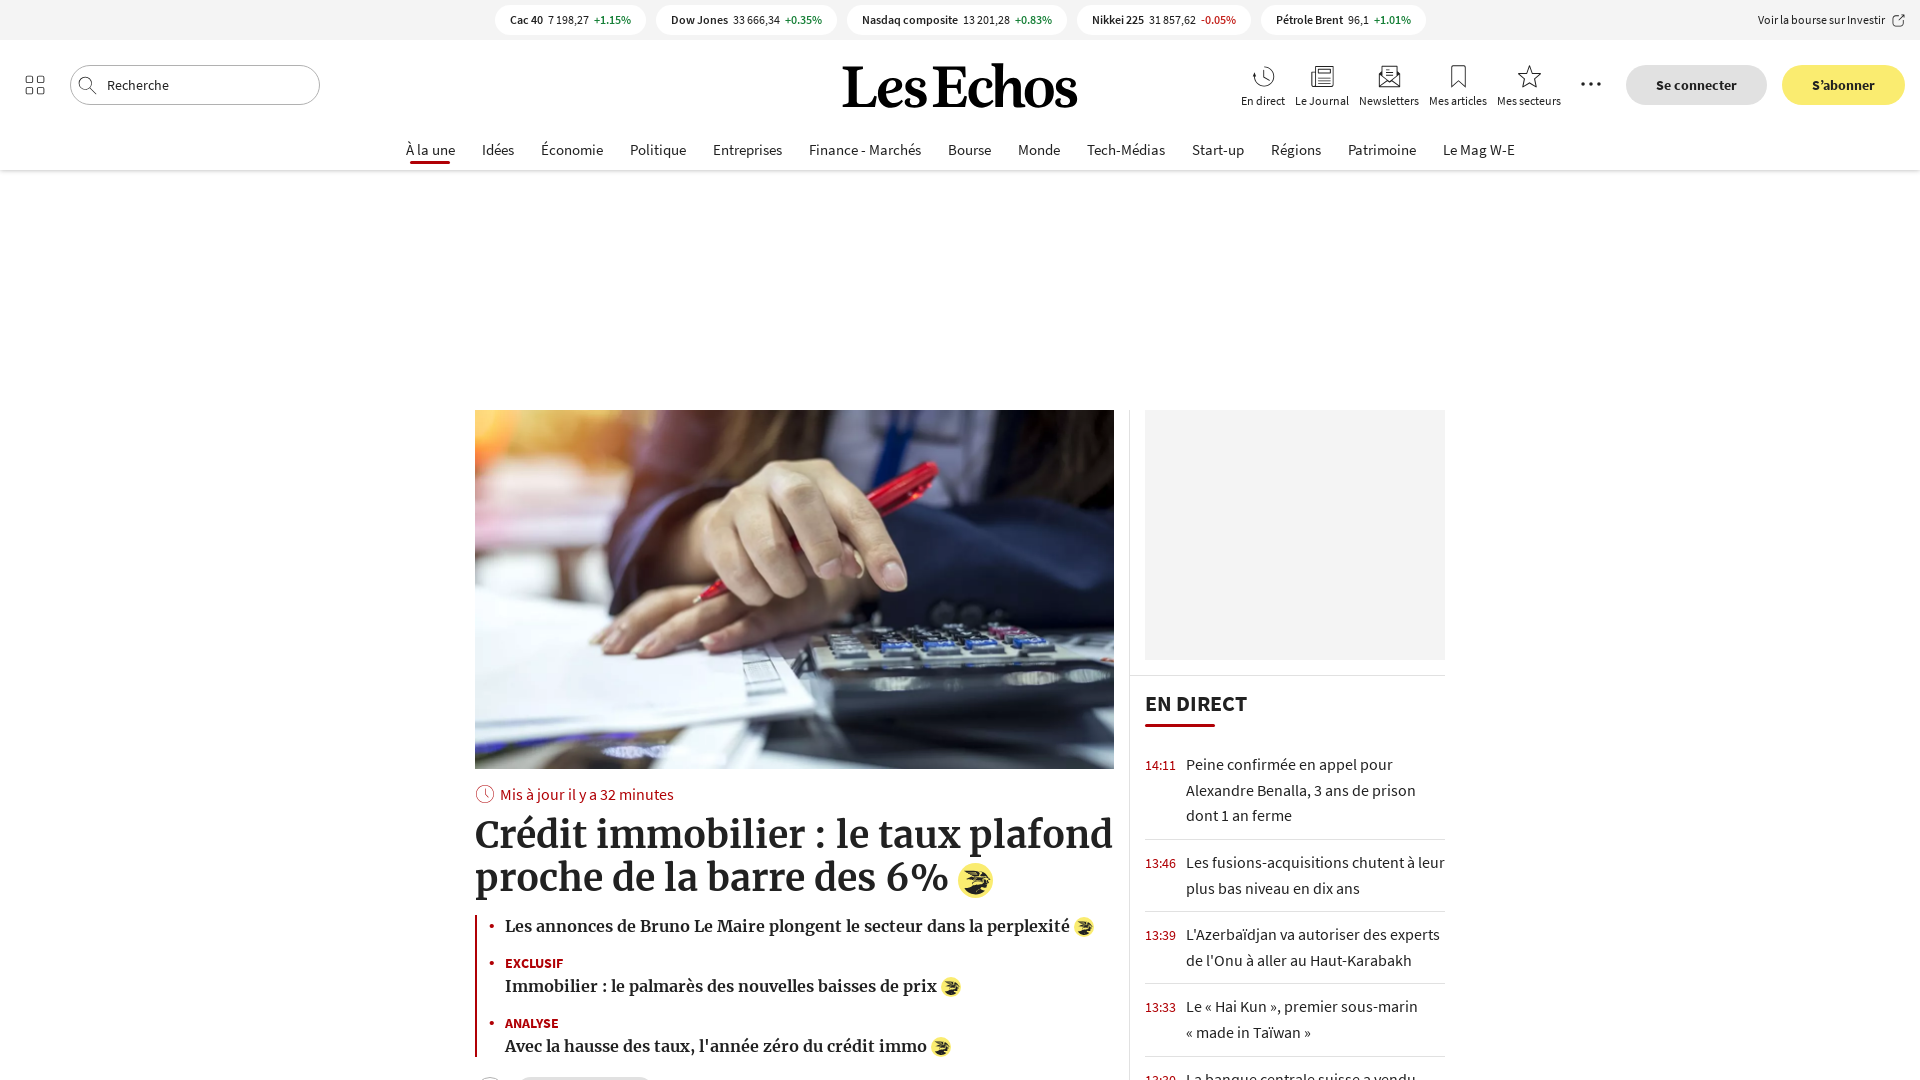 Cac 40 7 198,27 +1.15%
Dow Jones 33 666,34 +0.35%
Nasdaq composite 13 201,28 +0.83%
Nikkei 225 31 857,62 -0.05%
Pétrole Brent 96,1 +1.01%
Voir la bourse sur Investir
Recherche
Les Echos
En direct
Le Journal
Newsletters
Mes articles
Mes secteurs
Se connecter
S'abonner
À la une
Idées
Économie
Politique
Entreprises
Finance - Marchés
Bourse
Monde
Tech-Médias
Start-up
Régions
Patrimoine
Le Mag W-E
Mis à jour il y a 32 minutes
Crédit immobilier : le taux plafond
proche de la barre des 6%
• Les annonces de Bruno Le Maire plongent le secteur dans la perplexité
• EXCLUSIF
Immobilier : le palmarès des nouvelles baisses de prix
• ANALYSE
Avec la hausse des taux, l'année zéro du crédit immo
EN DIRECT
14:11 Peine confirmée en appel pour
Alexandre Benalla, 3 ans de prison
dont 1 an ferme
13:46 Les fusions-acquisitions chutent à leur
plus bas niveau en dix ans
13:39 L'Azerbaïdjan va autoriser des experts
de l'Onu à aller au Haut-Karabakh
13:33 Le « Hai Kun », premier sous-marin
« made in Taïwan »
La banque centrale suisse a vendu